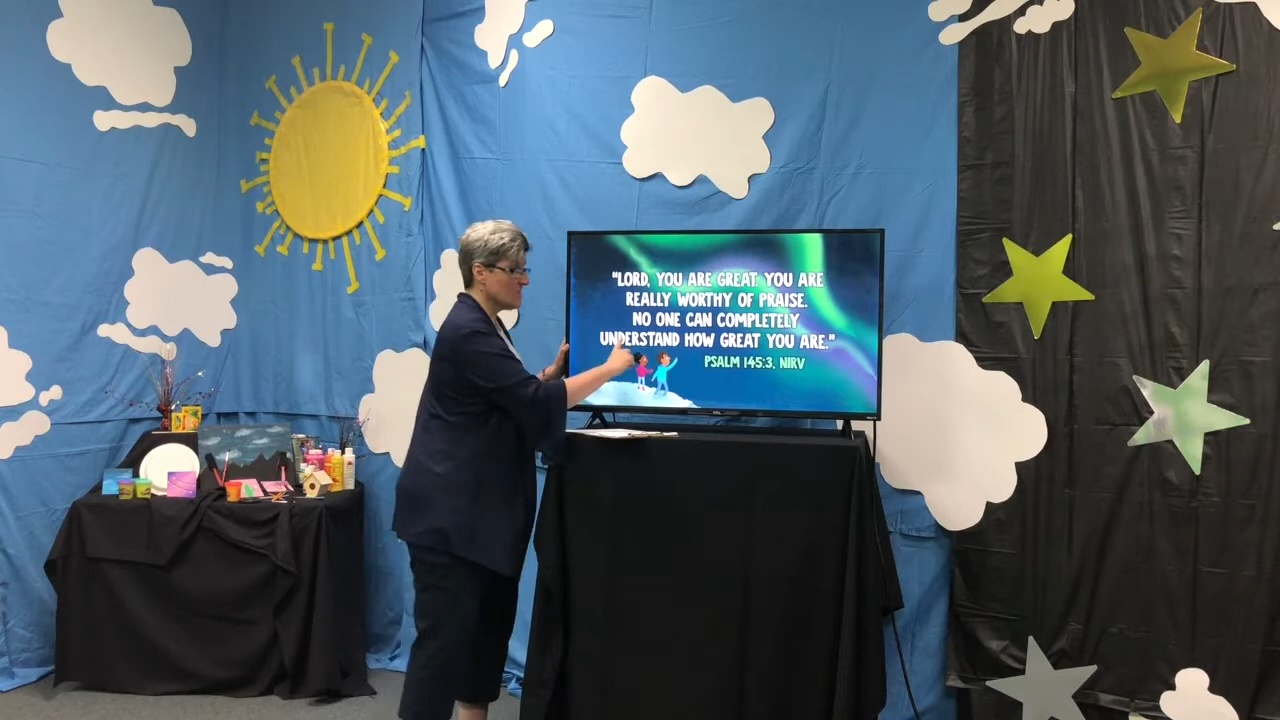 "LORD, YOU ARE GREAT. YOU ARE
REALLY WORTHY OF PRAISE.
NO ONE CAN COMPLETELY
UNDERSTAND HOW GREAT YOU ARE."
PSALM 145:3, NIRV
TCL